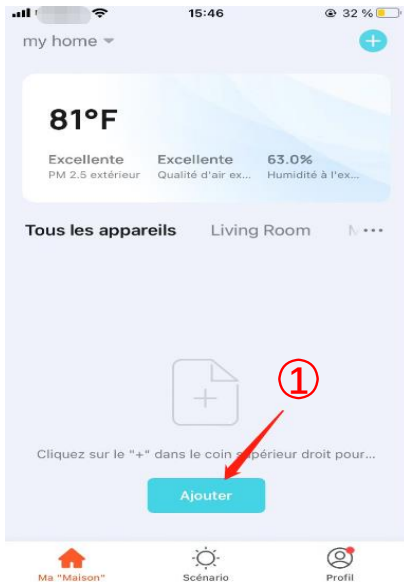 15:46
32 %
my home
81°F
Excellente Excellente 63.0%
PM 2.5 extérieur Qualité d'air ex... Humidité à l'ex...
Tous les appareils Living Room ...
①
Cliquez sur le "+" dans le coin supérieur droit pour...
Ajouter
Ma "Maison" Scénario Profil